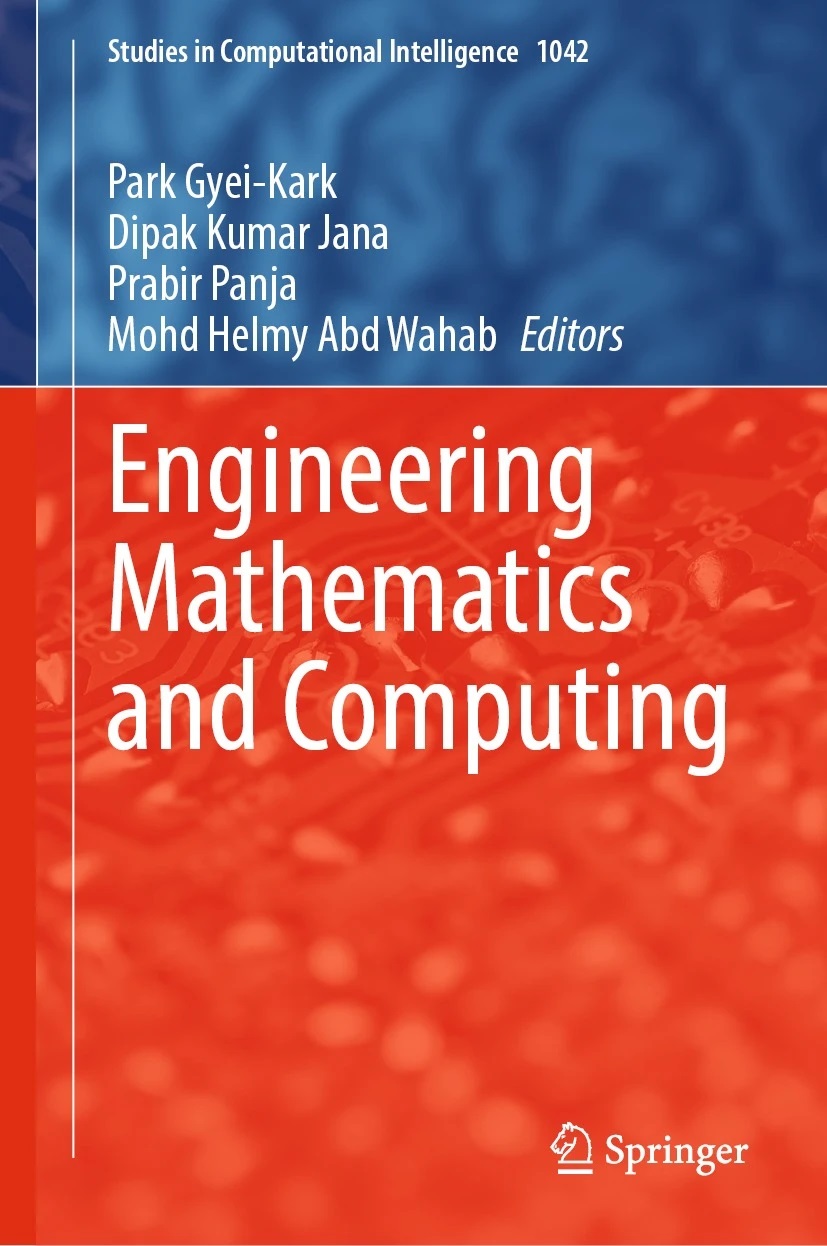 Studies in Computational Intelligence 1042
Park Gyei-Kark
Dipak Kumar Jana
Prabir Panja
Mohd Helmy Abd Wahab Editors
Engineering
Mathematics
and Computing
Springer